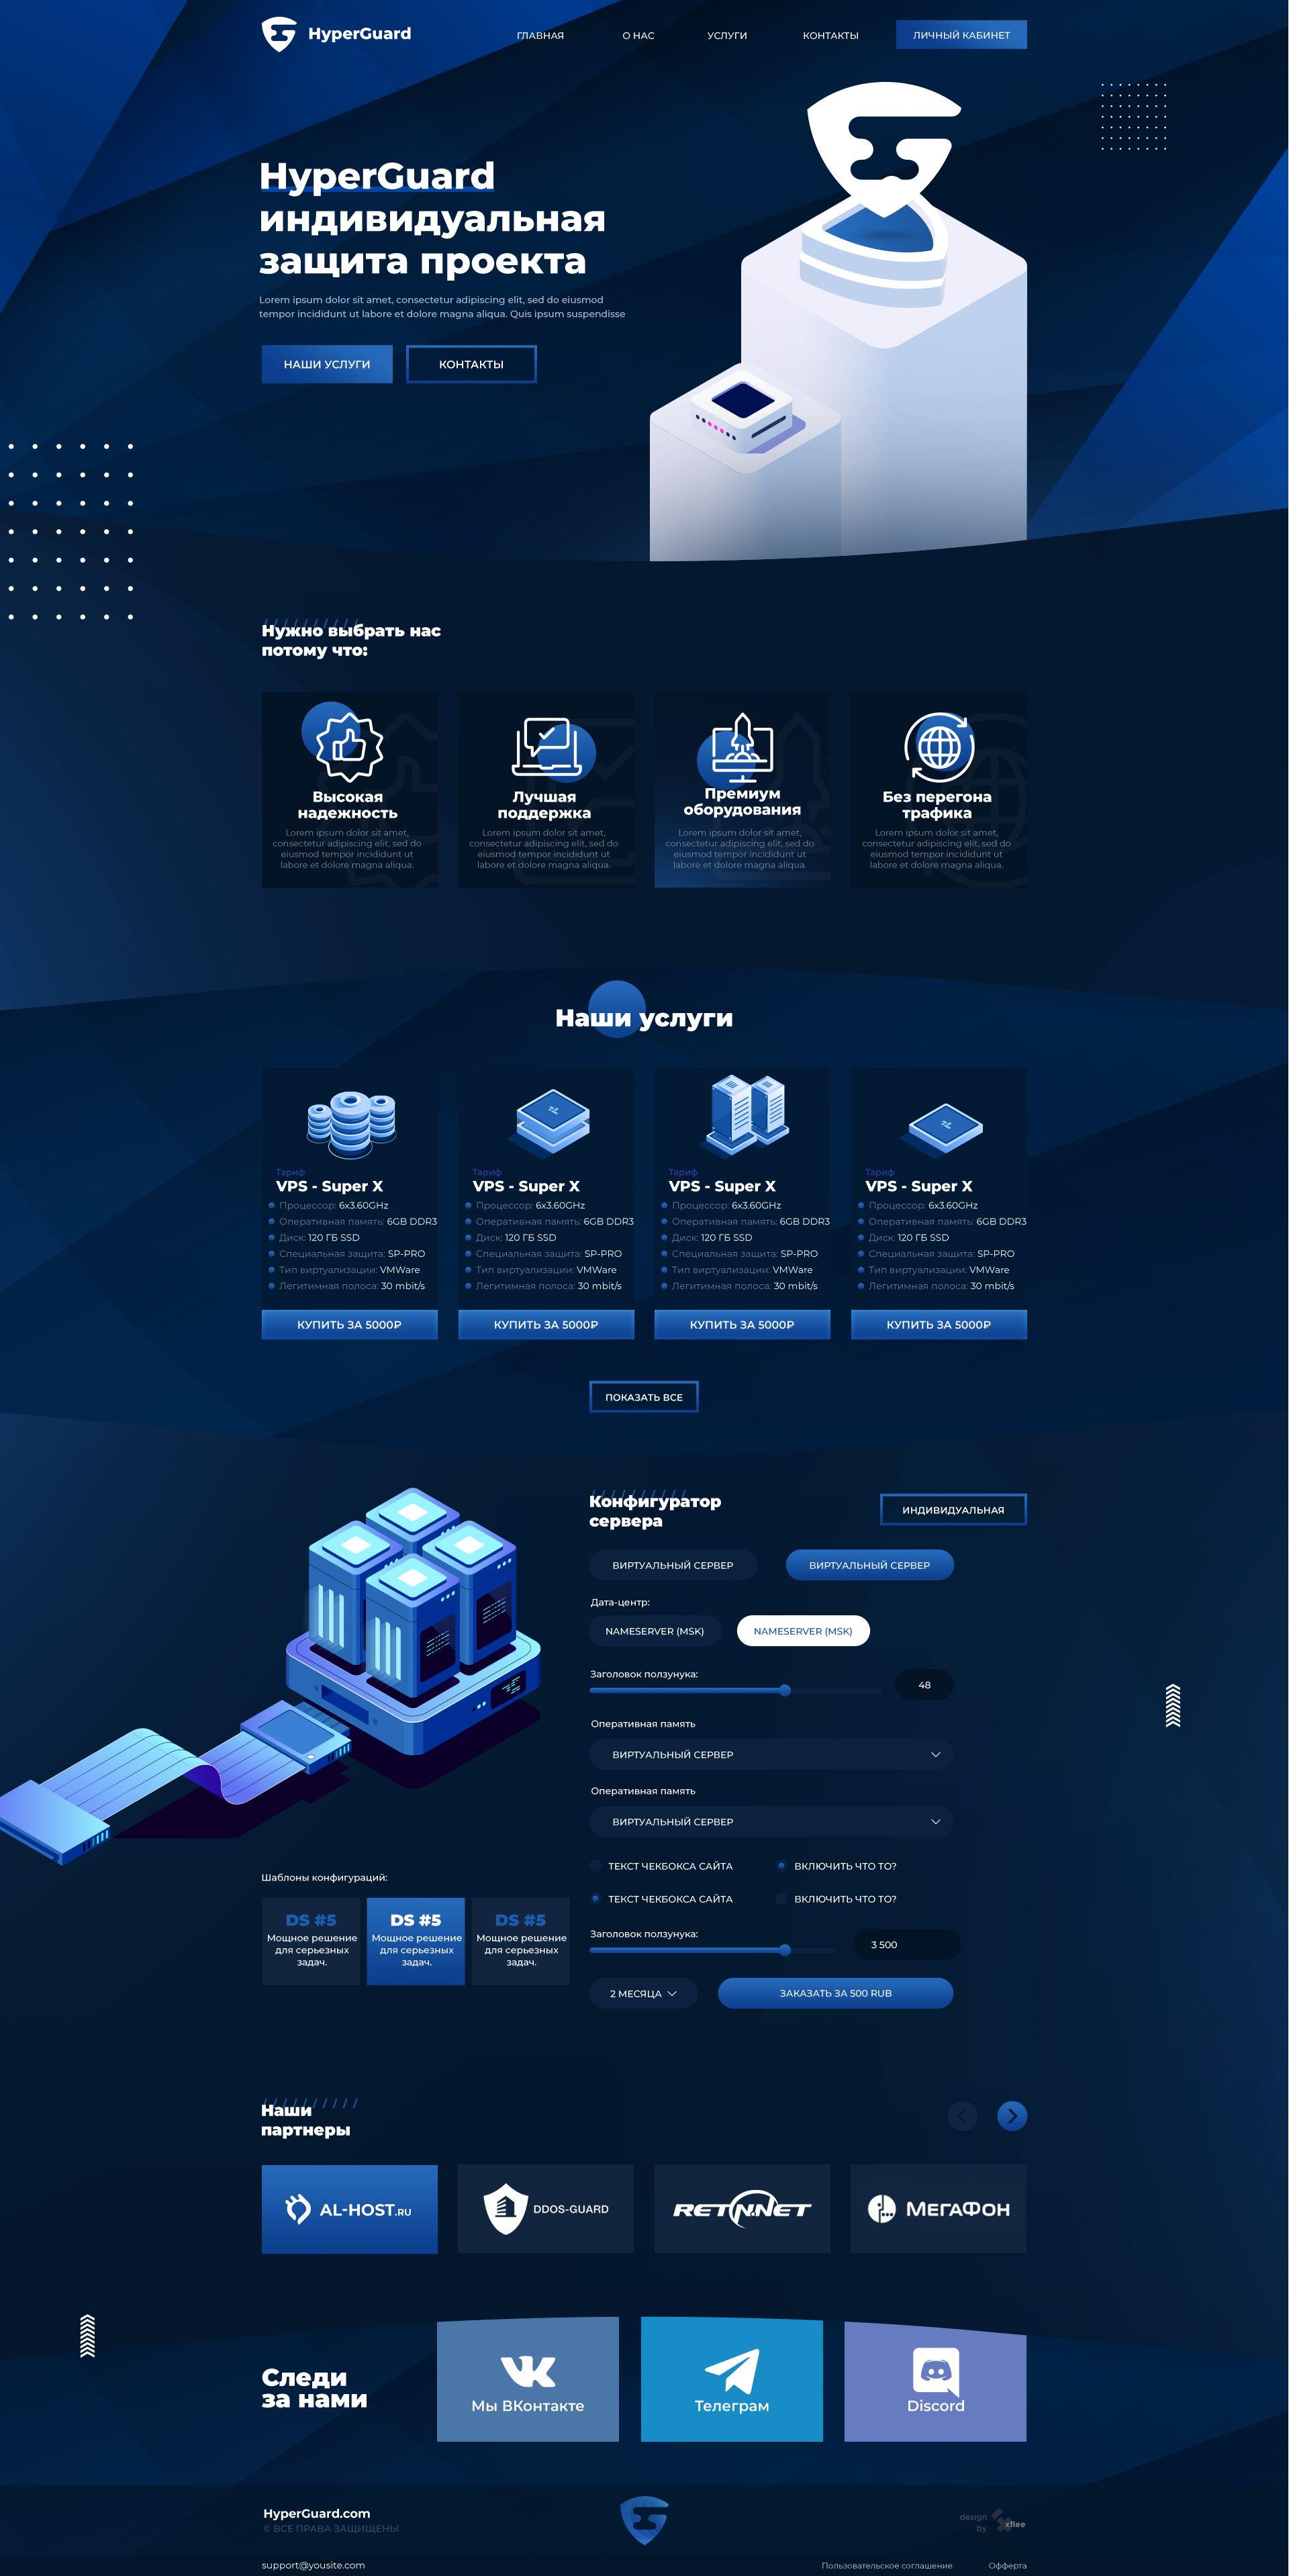 HyperGuard
ГЛАВНАЯ
О НАС
УСЛУГИ
КОНТАКТЫ
ЛИЧНЫЙ КАБИНЕТ
HyperGuard
индивидуальная
защита проекта
Lorem ipsum dolor sit amet, consectetur adipiscing elit, sed do eiusmod
tempor incididunt ut labore et dolore magna aliqua. Quis ipsum suspendisse
НАШИ УСЛУГИ
КОНТАКТЫ
Нужно выбрать нас
потому что:
Высокая
надежность
Lorem ipsum dolor sit amet,
consectetur adipiscing elit, sed do
eiusmod tempor incididunt ut
labore et dolore magna aliqua.
Лучшая
поддержка
Lorem ipsum dolor sit amet,
consectetur adipiscing elit, sed do
eiusmod tempor incididunt ut
labore et dolore magna aliqua.
Премиум
оборудования
Lorem ipsum dolor sit amet,
consectetur adipiscing elit, sed do
eiusmod tempor incididunt ut
labore et dolore magna aliqua.
Без перегона
трафика
Lorem ipsum dolor sit amet,
consectetur adipiscing elit, sed do
eiusmod tempor incididunt ut
labore et dolore magna aliqua.
Наши услуги
Тариф
VPS - Super X
Процессор: 6x3.60GHz
Оперативная память: 6GB DDR3
Диск: 120 ГБ SSD
Специальная защита: SP-PRO
Тип виртуализации: VMWare
Легитимная полоса: 30 mbit/s
КУПИТЬ ЗА 5000₽
Тариф
VPS - Super X
Процессор: 6x3.60GHz
Оперативная память: 6GB DDR3
Диск: 120 ГБ SSD
Специальная защита: SP-PRO
Тип виртуализации: VMWare
Легитимная полоса: 30 mbit/s
КУПИТЬ ЗА 5000₽
Тариф
VPS - Super X
Процессор: 6x3.60GHz
Оперативная память: 6GB DDR3
Диск: 120 ГБ SSD
Специальная защита: SP-PRO
Тип виртуализации: VMWare
Легитимная полоса: 30 mbit/s
КУПИТЬ ЗА 5000₽
Тариф
VPS - Super X
Процессор: 6x3.60GHz
Оперативная память: 6GB DDR3
Диск: 120 ГБ SSD
Специальная защита: SP-PRO
Тип виртуализации: VMWare
Легитимная полоса: 30 mbit/s
КУПИТЬ ЗА 5000₽
ПОКАЗАТЬ ВСЕ
Конфигуратор
сервера
ИНДИВИДУАЛЬНАЯ
ВИРТУАЛЬНЫЙ СЕРВЕР
ВИРТУАЛЬНЫЙ СЕРВЕР
Дата-центр:
NAMESERVER (MSK)
NAMESERVER (MSK)
Заголовок ползунука:
48
Оперативная память
ВИРТУАЛЬНЫЙ СЕРВЕР
Оперативная память
ВИРТУАЛЬНЫЙ СЕРВЕР
ТЕКСТ ЧЕКБОКСА САЙТА
ВКЛЮЧИТЬ ЧТО ТО?
ТЕКСТ ЧЕКБОКСА САЙТА
ВКЛЮЧИТЬ ЧТО ТО?
Заголовок ползунука:
3 500
2 МЕСЯЦА
ЗАКАЗАТЬ ЗА 500 RUB
Шаблоны конфигураций:
DS #5
Мощное решение
для серьезных
задач.
DS #5
Мощное решение
для серьезных
задач.
DS #5
Мощное решение
для серьезных
задач.
Наши
партнеры
AL-HOST.RU
DDOS-GUARD
RETNNET
МЕГАФОН
Следи
за нами
Мы ВКонтакте
Телеграм
Discord
HyperGuard.com
© ВСЕ ПРАВА ЗАЩИЩЕНЫ
design
by
xflee
support@yousite.com
Пользовательское соглашение
Офферта